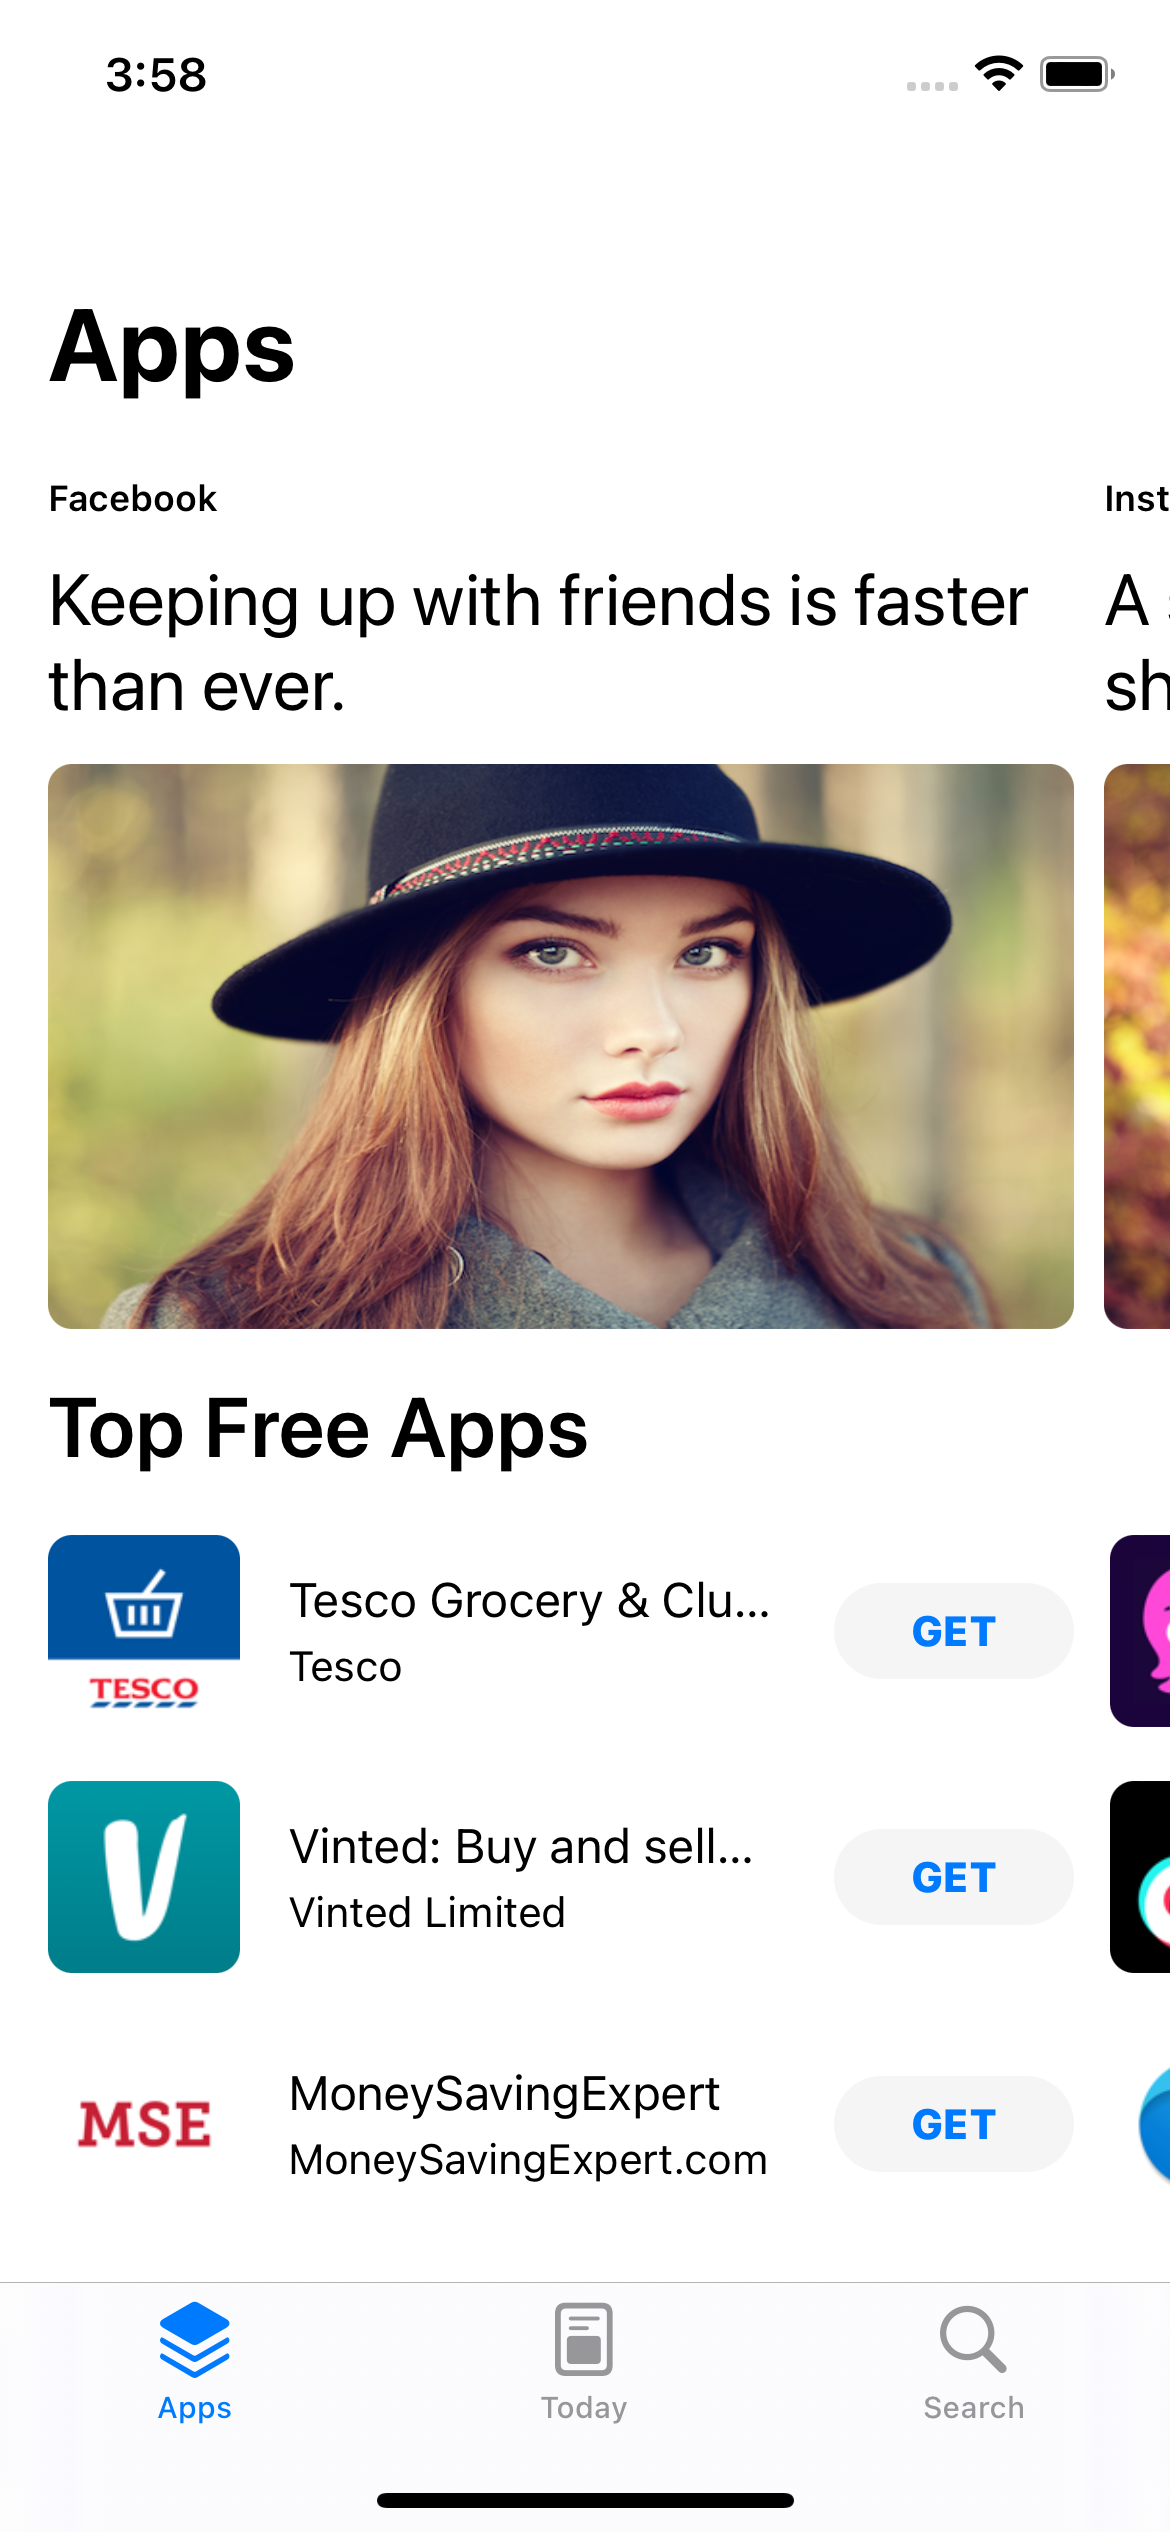 3:58
Apps
Facebook
Inst
Keeping up with friends is faster
than ever.
A
sh
Top Free Apps
TESCO
Tesco Grocery & Clu...
Tesco
GET
V
Vinted: Buy and sell...
Vinted Limited
GET
MSE
MoneySavingExpert
MoneySavingExpert.com
GET
Apps
Today
Search